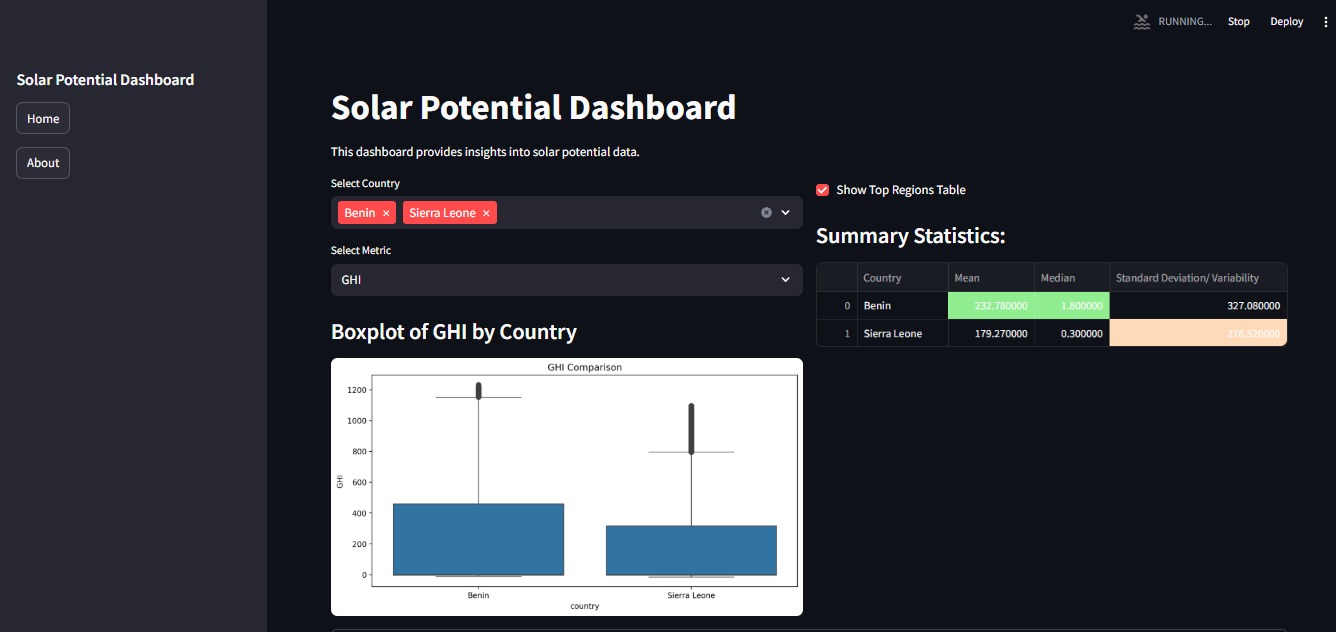 RUNNING... Stop Deploy
Solar Potential Dashboard
Home
About
Solar Potential Dashboard
This dashboard provides insights into solar potential data.
Select Country
Benin × Sierra Leone ×
Select Metric
GHI
Boxplot of GHI by Country
GHI Comparison
1200
1000
800
600
400
200
0
GHI
Benin Sierra Leone
country
Show Top Regions Table
Summary Statistics:
Country Mean Median Standard Deviation/ Variability
0 Benin 232.780000 1.800000 327.080000
1 Sierra Leone 179.270000 0.300000 276.520000